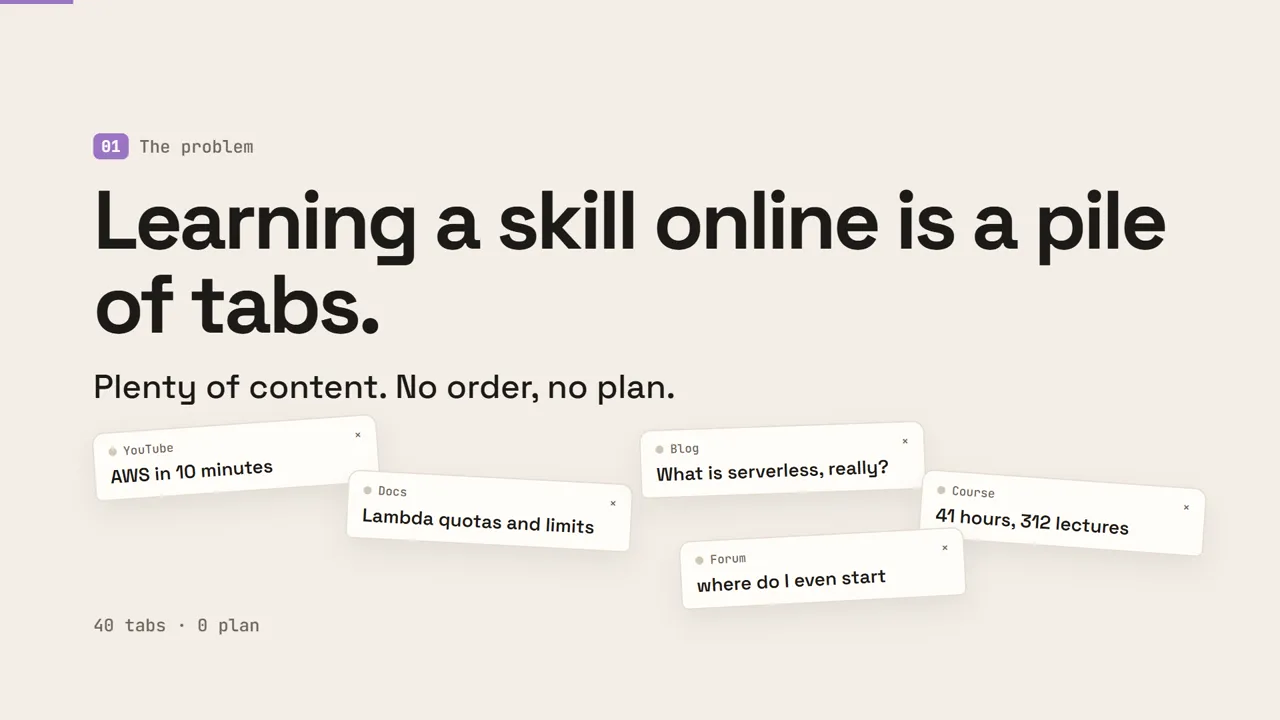 01 The problem
Learning a skill online is a pile
of tabs.
Plenty of content. No order, no plan.
YouTube ×
AWS in 10 minutes
Docs ×
Lambda quotas and limits
Blog ×
What is serverless, really?
Course ×
41 hours, 312 lectures
Forum ×
where do I even start
40 tabs · 0 plan